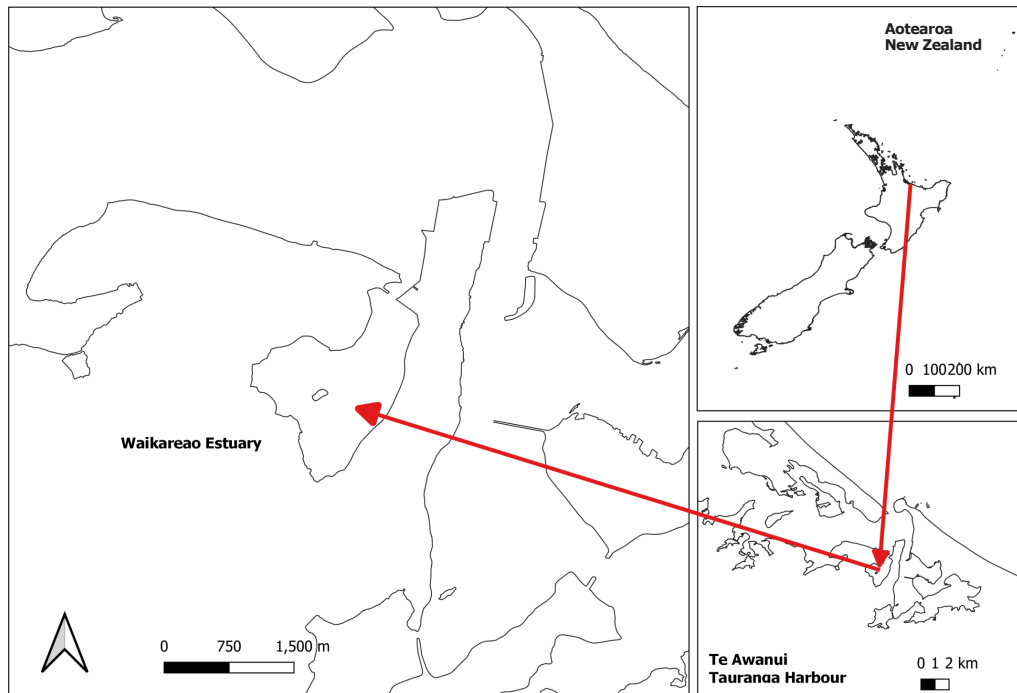 Waikareao Estuary
0 750 1,500 m
Aotearoa
New Zealand
0 100200 km
Te Awanui
Tauranga Harbour
0 1 2 km